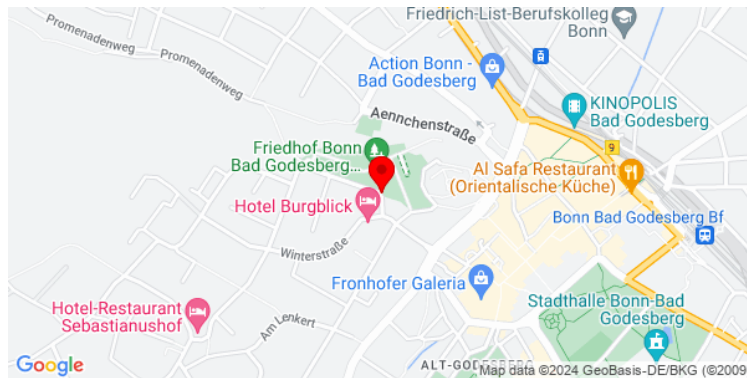 Friedrich-List-Berufskolleg
Bonn
Promenadenweg
Promenadenweg
Action Bonn -
Bad Godesberg
KINOPOLIS
Bad Godesberg
Aennchenstraße
9
Friedhof Bonn
Bad Godesberg...
Al Safa Restaurant
(Orientalische Küche)
Hotel Burgblick
Bonn Bad Godesberg Bf
Winterstraße
Fronhofer Galeria
Hotel-Restaurant
Sebastianushof
Am Lenkert
Stadthalle Bonn-Bad
Godesberg
ALT-GODESBERG
Google
Map data ©2024 GeoBasis-DE/BKG (©2009